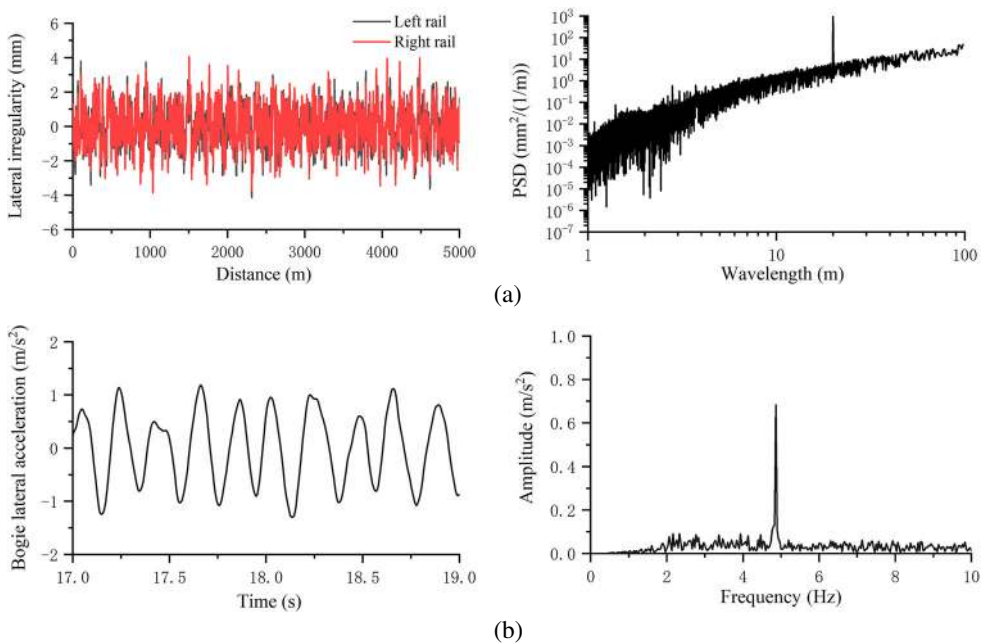 Lateral irregularity (mm)
6
4
2
0
-2
-4
-6
Left rail
Right rail
0 1000 2000 3000 4000 5000
Distance (m)
PSD (mm²/(1/m))
10³
10²
10¹
10⁰
10⁻¹
10⁻²
10⁻³
10⁻⁴
10⁻⁵
10⁻⁶
10⁻⁷
1 10 100
Wavelength (m)
(a)
Bogie lateral acceleration (m/s²)
2
1
0
-1
-2
17.0 17.5 18.0 18.5 19.0
Time (s)
Amplitude (m/s²)
1.0
0.8
0.6
0.4
0.2
0.0
0 2 4 6 8 10
Frequency (Hz)
(b)